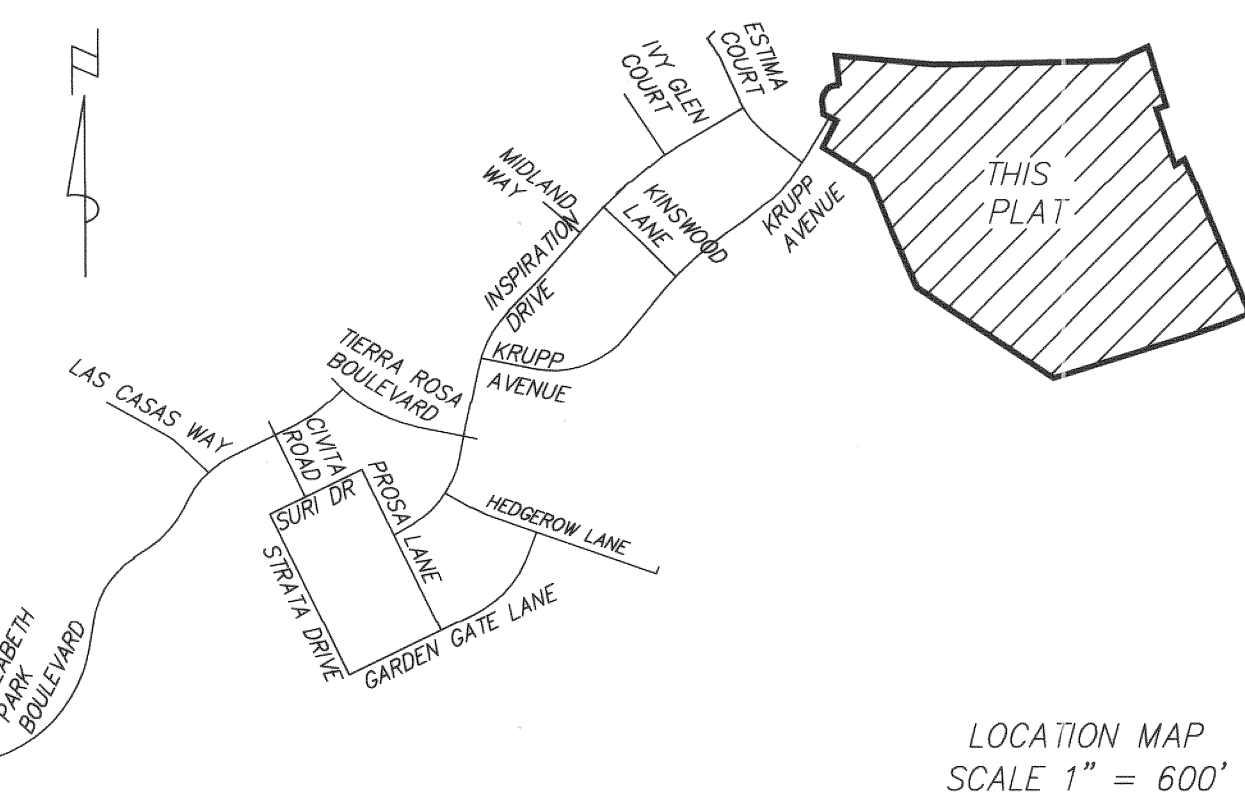 N
ESTIMA
COURT
IVY GLEN
COURT
MIDLAND
WAY
KINSWOOD
LANE
KRUPP
AVENUE
THIS
PLAT
INSPIRATION
DRIVE
TIERRA ROSA
BOULEVARD
KRUPP
AVENUE
LAS CASAS WAY
CIVITA
ROAD
SURI DR
PROSA LANE
HEDGEROW LANE
STRATA DRIVE
GARDEN GATE LANE
ABETH
PARK
BOULEVARD
LOCATION MAP
SCALE 1" = 600'